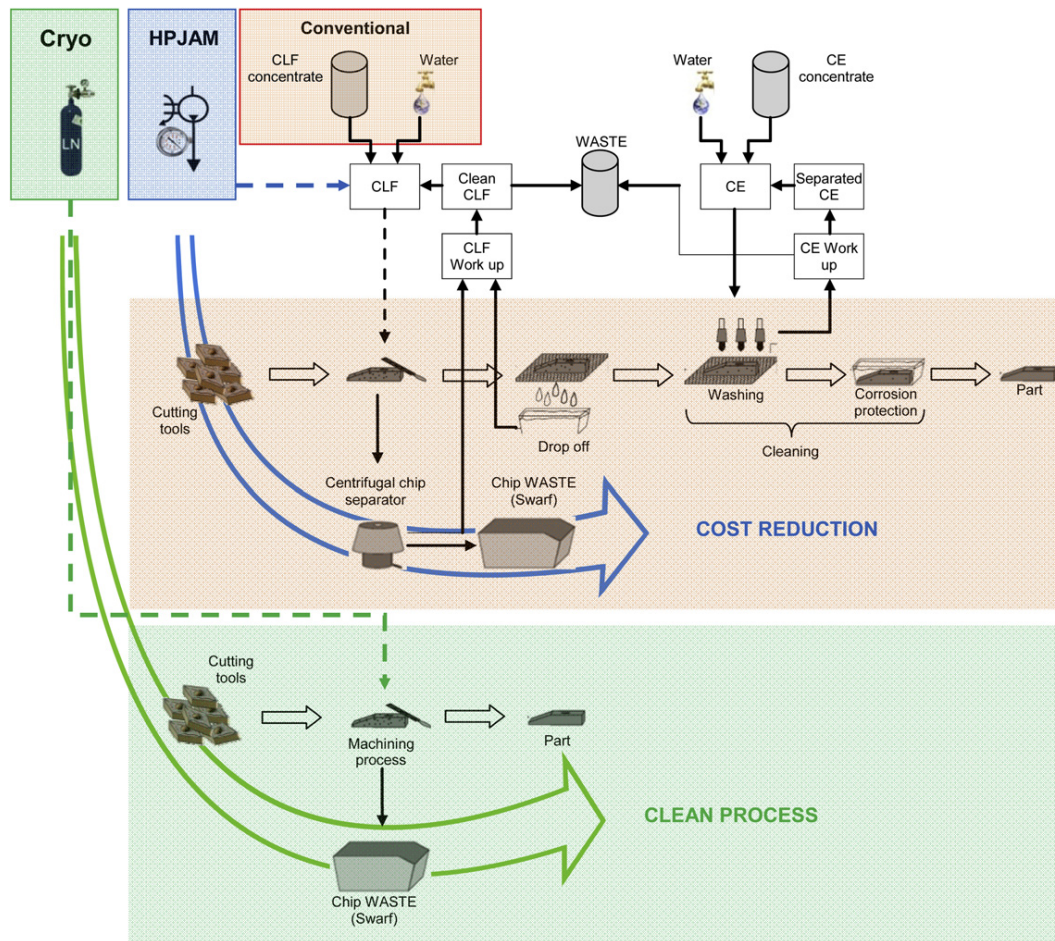 Cryo
HPJAM
Conventional
CLF
concentrate
Water
Water
CE
concentrate
LN
WASTE
CLF
Clean
CLF
CE
Separated
CE
CLF
Work up
CE Work
up
Cutting
tools
Drop off
Washing
Corrosion
protection
Part
Cleaning
Centrifugal chip
separator
Chip WASTE
(Swarf)
COST REDUCTION
Cutting
tools
Machining
process
Part
CLEAN PROCESS
Chip WASTE
(Swarf)